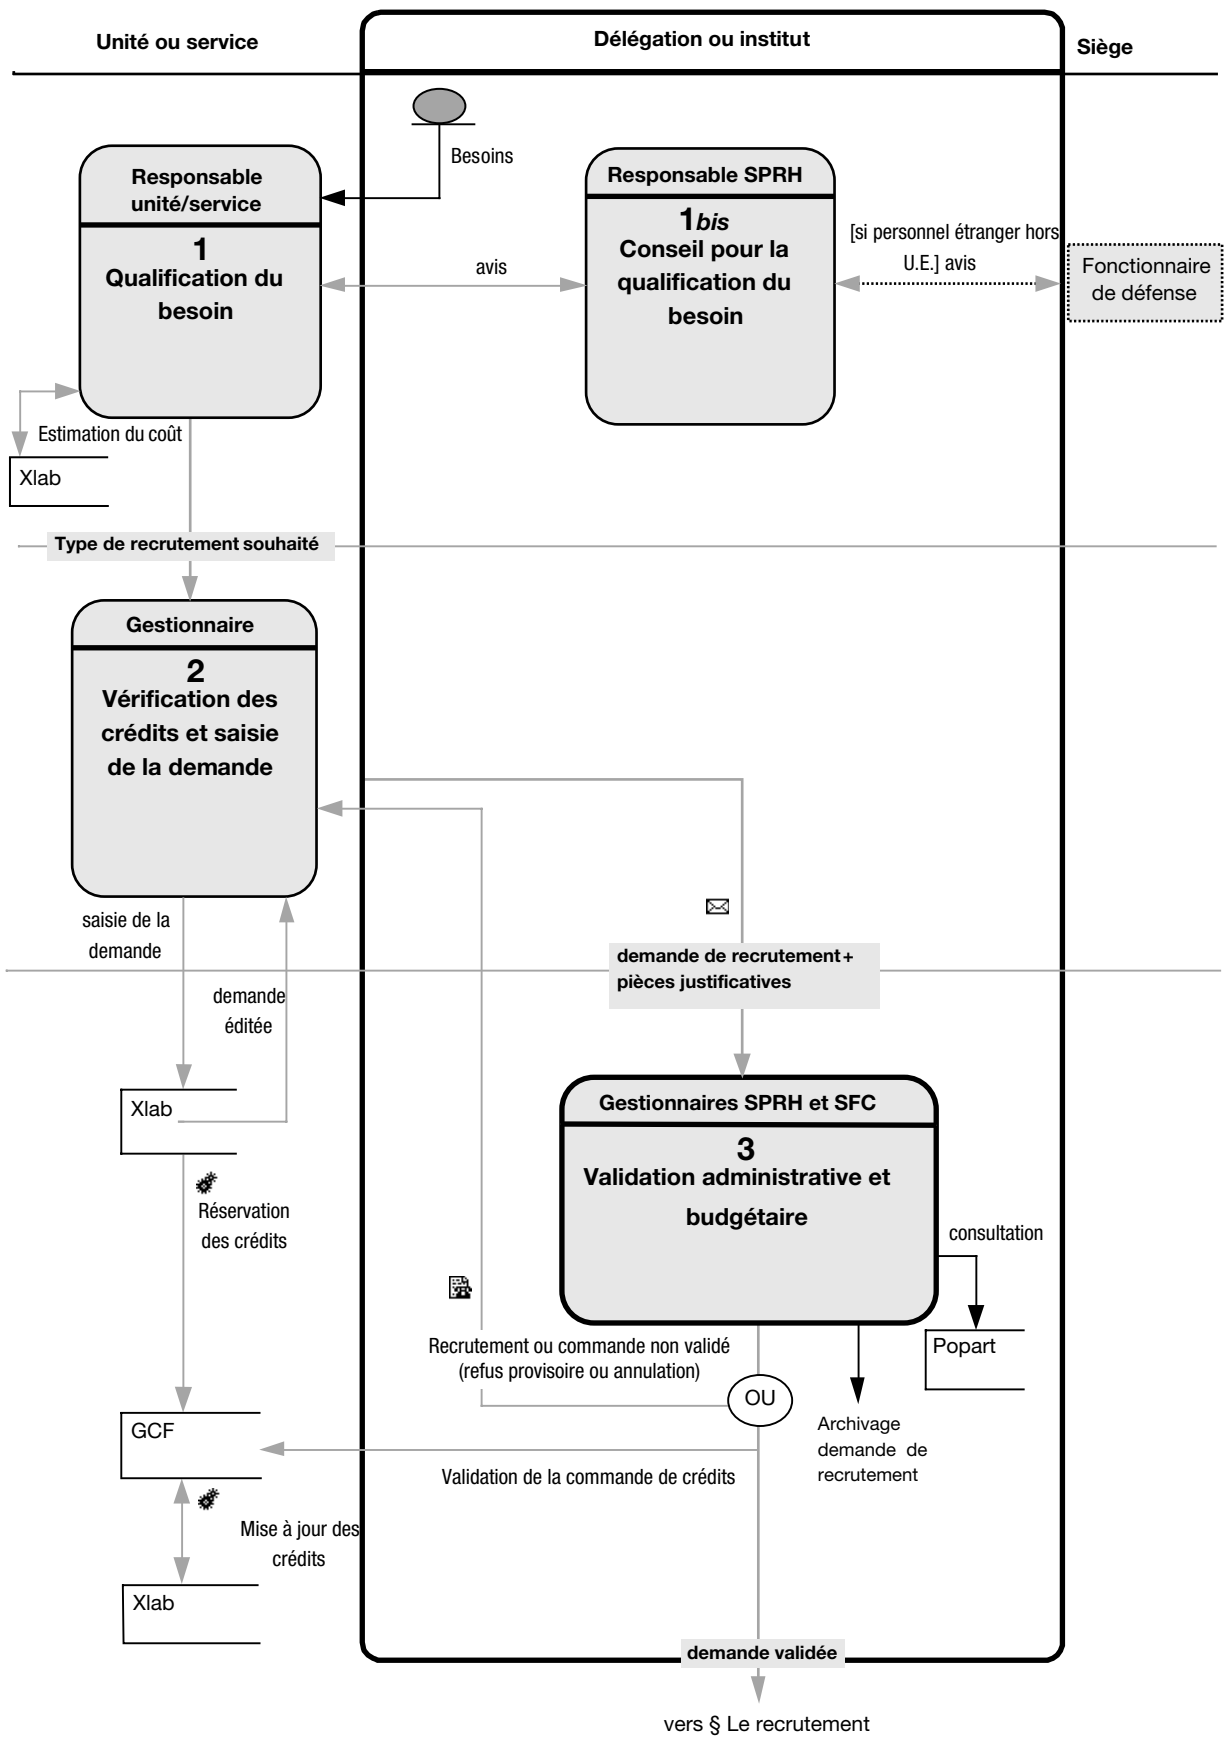 Unité ou service
Délégation ou institut
Siège
Besoins
Responsable
unité/service
1
Qualification du
besoin
avis
Responsable SPRH
1bis
Conseil pour la
qualification du
besoin
[si personnel étranger hors
U.E.] avis
Fonctionnaire
de défense
Estimation du coût
Xlab
Type de recrutement souhaité
Gestionnaire
2
Vérification des
crédits et saisie
de la demande
saisie de la
demande
demande
éditée
demande de recrutement +
pièces justificatives
Xlab
Réservation
des crédits
Gestionnaires SPRH et SFC
3
Validation administrative et
budgétaire
consultation
Popart
Recrutement ou commande non validé
(refus provisoire ou annulation)
OU
Archivage
demande de
recrutement
GCF
Validation de la commande de crédits
Mise à jour des
crédits
Xlab
demande validée
vers § Le recrutement